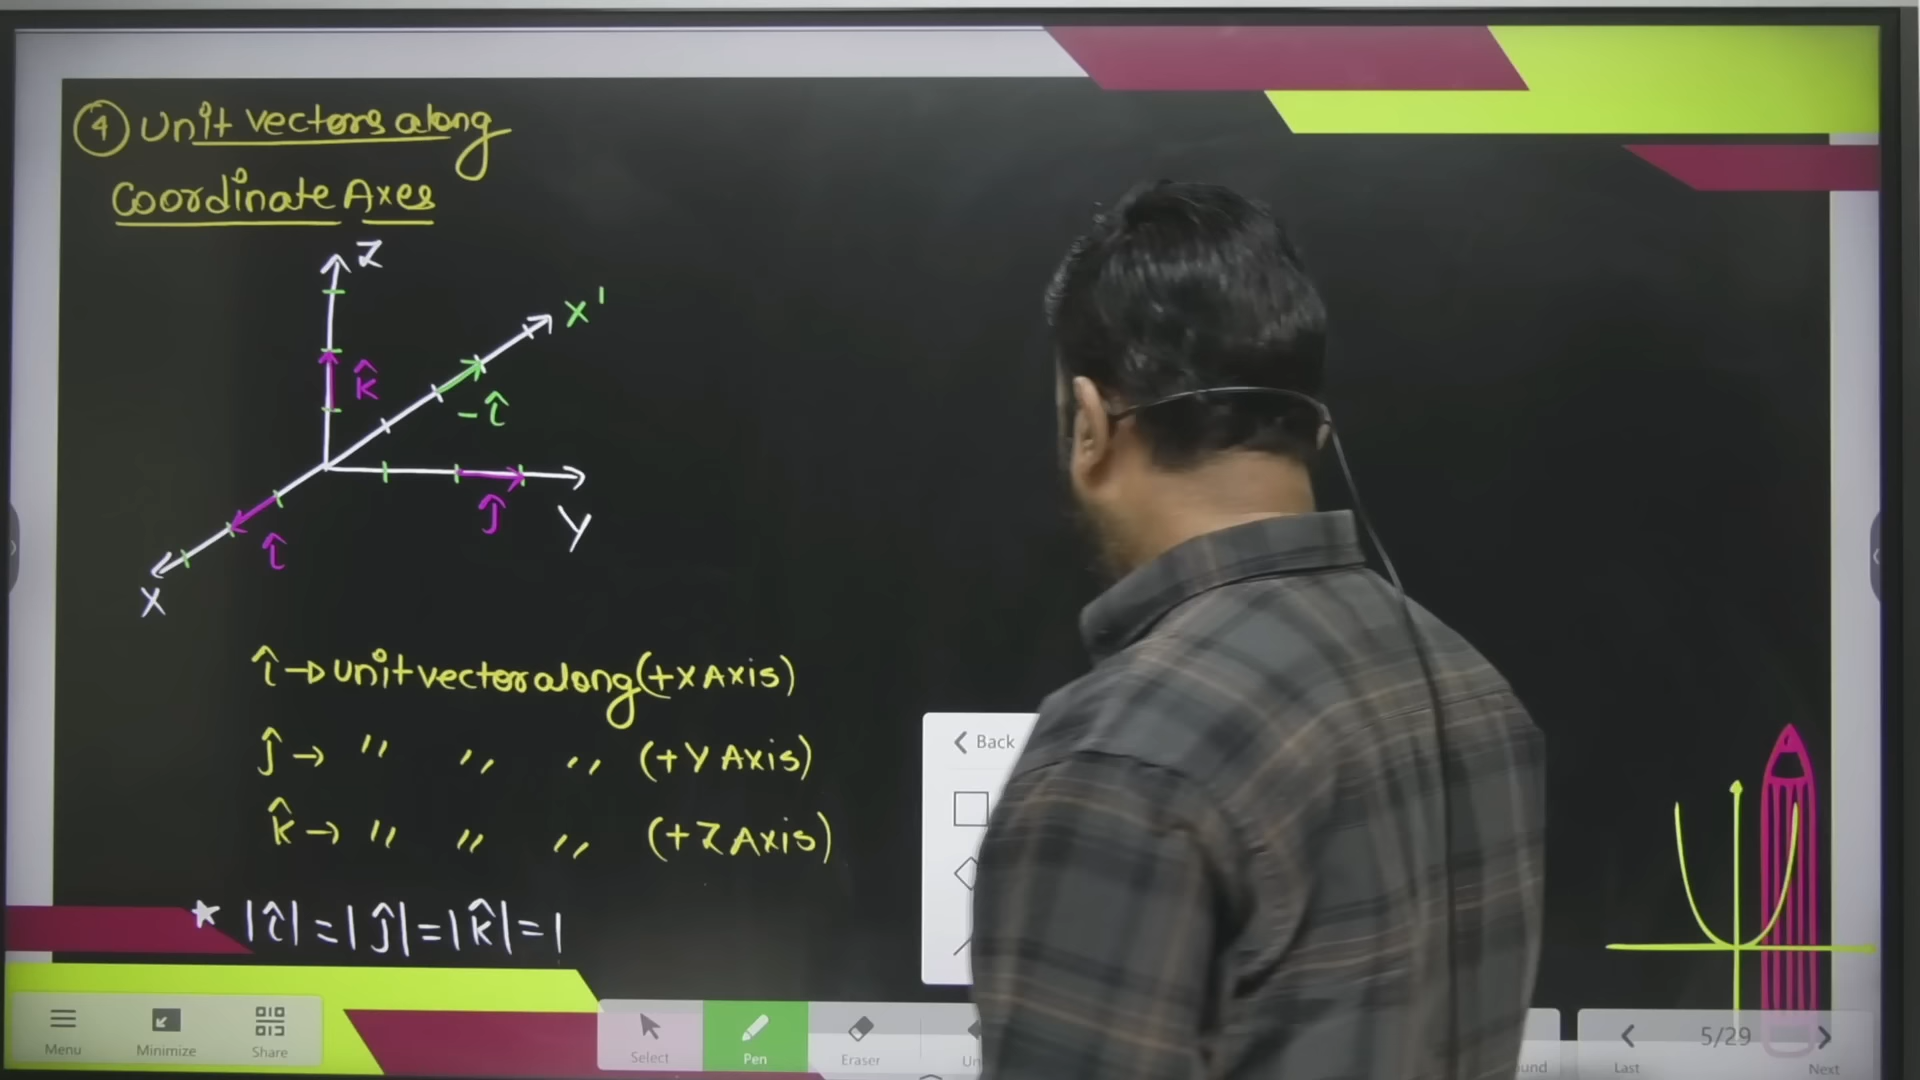 ④ Unit vectors along
Coordinate Axes
Z
X'
k̂
-î
ĵ
Y
î
X
î → unit vector along (+X Axis)
ĵ → " " " (+Y Axis)
k̂ → " " " (+Z Axis)
★ |î| = |ĵ| = |k̂| = 1
Back
Menu
Minimize
Share
Select
Pen
Eraser
5/29
Last
Next